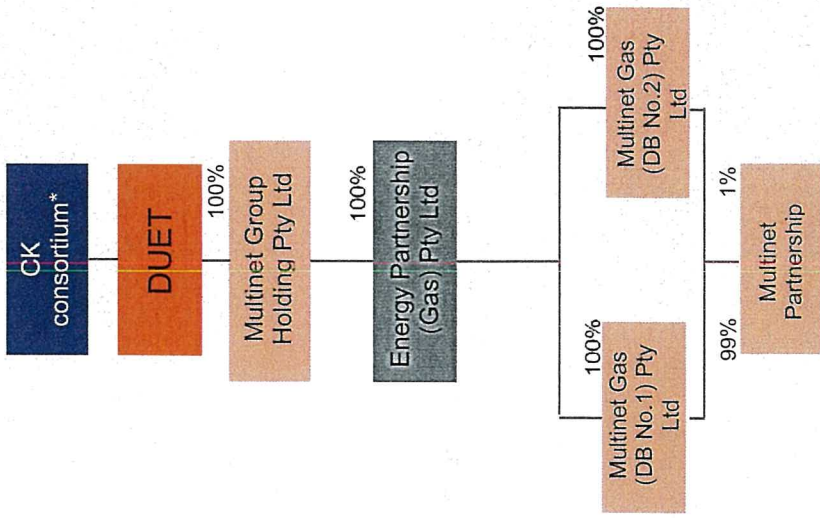 CK
consortium*
DUET
100%
Multinet Group
Holding Pty Ltd
100%
Energy Partnership
(Gas) Pty Ltd
100%
Multinet Gas
(DB No.1) Pty
Ltd
100%
Multinet Gas
(DB No.2) Pty
Ltd
99%
1%
Multinet
Partnership